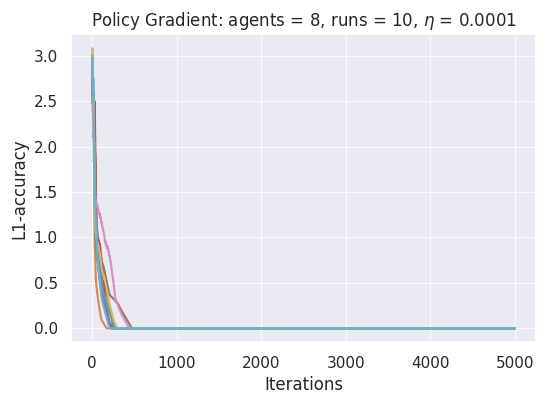 Policy Gradient: agents = 8, runs = 10, η = 0.0001
3.0
2.5
2.0
1.5
1.0
0.5
0.0
L1-accuracy
0 1000 2000 3000 4000 5000
Iterations